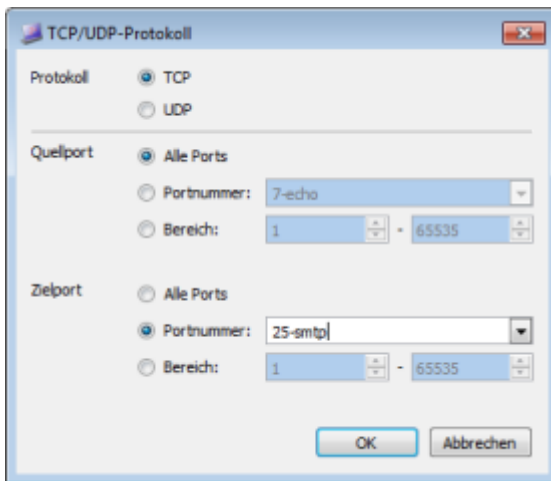 TCP/UDP-Protokoll
Protokoll TCP
UDP
Quellport Alle Ports
Portnummer: 7-echo
Bereich: 1 - 65535
Zielport Alle Ports
Portnummer: 25-smtp
Bereich: 1 - 65535
OK Abbrechen